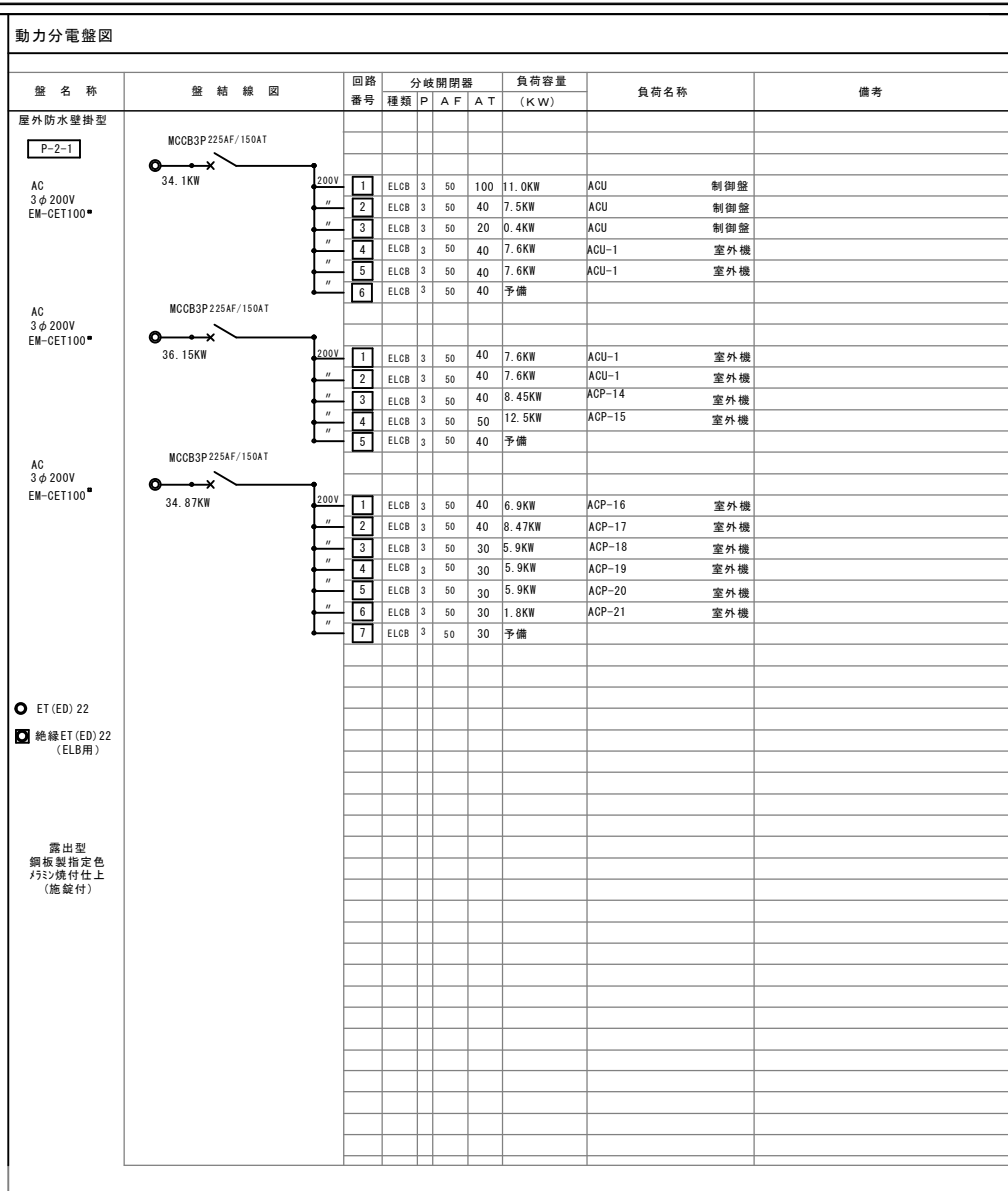 動力分電盤図
盤名称 盤結線図 回路番号 分岐開閉器 負荷容量 負荷名称 備考
種類 P AF AT (KW)
屋外防水壁掛型
P-2-1
MCCB3P225AF/150AT
34.1KW
AC
3φ200V
EM-CET100▪
200V 1 ELCB 3 50 100 11.0KW ACU 制御盤
〃 2 ELCB 3 50 40 7.5KW ACU 制御盤
〃 3 ELCB 3 50 20 0.4KW ACU 制御盤
〃 4 ELCB 3 50 40 7.6KW ACU-1 室外機
〃 5 ELCB 3 50 40 7.6KW ACU-1 室外機
〃 6 ELCB 3 50 40 予備
AC
3φ200V
EM-CET100▪
MCCB3P225AF/150AT
36.15KW
200V 1 ELCB 3 50 40 7.6KW ACU-1 室外機
〃 2 ELCB 3 50 40 7.6KW ACU-1 室外機
〃 3 ELCB 3 50 40 8.45KW ACP-14 室外機
〃 4 ELCB 3 50 50 12.5KW ACP-15 室外機
〃 5 ELCB 3 50 40 予備
AC
3φ200V
EM-CET100▪
MCCB3P225AF/150AT
34.87KW
200V 1 ELCB 3 50 40 6.9KW ACP-16 室外機
〃 2 ELCB 3 50 40 8.47KW ACP-17 室外機
〃 3 ELCB 3 50 30 5.9KW ACP-18 室外機
〃 4 ELCB 3 50 30 5.9KW ACP-19 室外機
〃 5 ELCB 3 50 30 5.9KW ACP-20 室外機
〃 6 ELCB 3 50 30 1.8KW ACP-21 室外機
〃 7 ELCB 3 50 30 予備
ET(ED)22
絶縁ET(ED)22
(ELB用)
露出型
鋼板製指定色
メラミン焼付仕上
(施錠付)